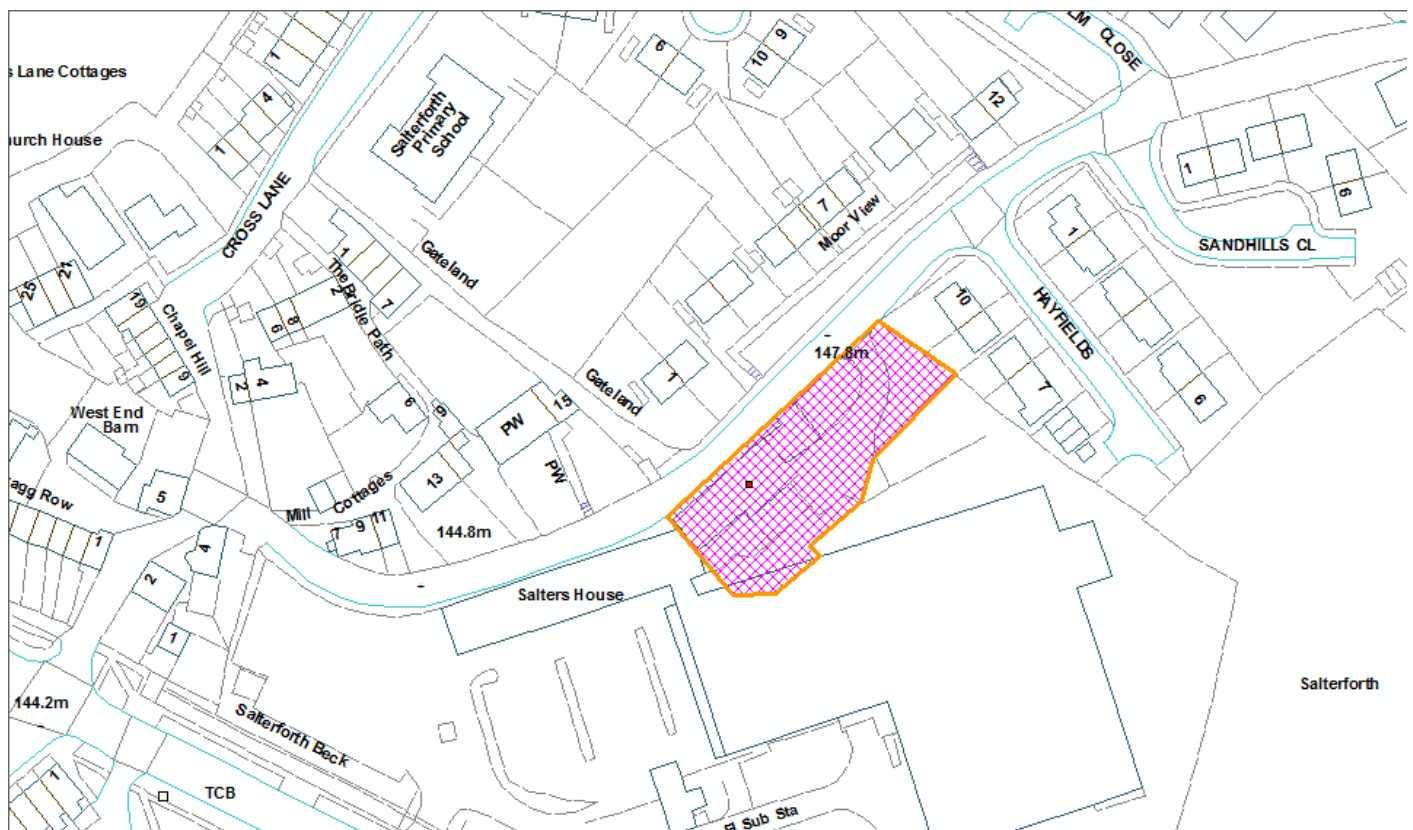 ELM CLOSE
6
10
9
1
s Lane Cottages
4
12
Salterforth
Primary
School
1
hurch House
1
6
CROSS LANE
7
Moor View
1
SANDHILLS CL
1
Gateland
21
25
The Bridle Path
2
7
10
HAYFIELDS
19
Chapel Hill
8
6
147.8m
9
4
2
Gateland
1
7
6
6
West End
Barn
PW
15
9
PW
13
5
agg Row
Mill Cottages
7
9
11
144.8m
1
4
2
Salters House
1
Salterforth
144.2m
Salterforth Beck
1
TCB
El Sub Sta